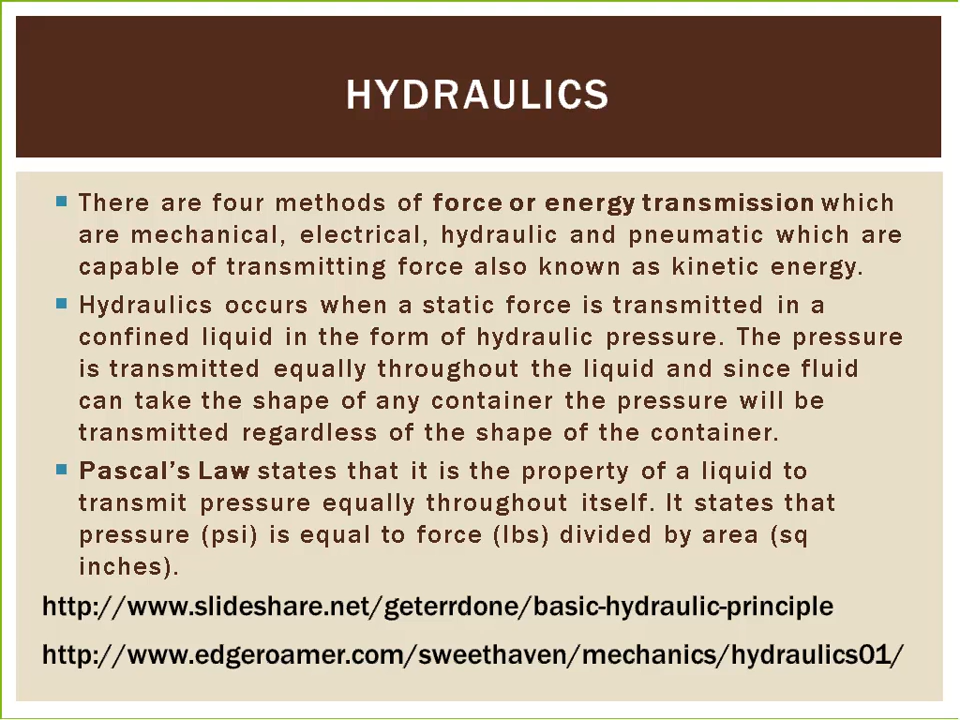 HYDRAULICS
There are four methods of force or energy transmission which
are mechanical, electrical, hydraulic and pneumatic which are
capable of transmitting force also known as kinetic energy.
Hydraulics occurs when a static force is transmitted in a
confined liquid in the form of hydraulic pressure. The pressure
is transmitted equally throughout the liquid and since fluid
can take the shape of any container the pressure will be
transmitted regardless of the shape of the container.
Pascal's Law states that it is the property of a liquid to
transmit pressure equally throughout itself. It states that
pressure (psi) is equal to force (lbs) divided by area (sq
inches).
http://www.slideshare.net/geterrdone/basic-hydraulic-principle
http://www.edgeroamer.com/sweethaven/mechanics/hydraulics01/